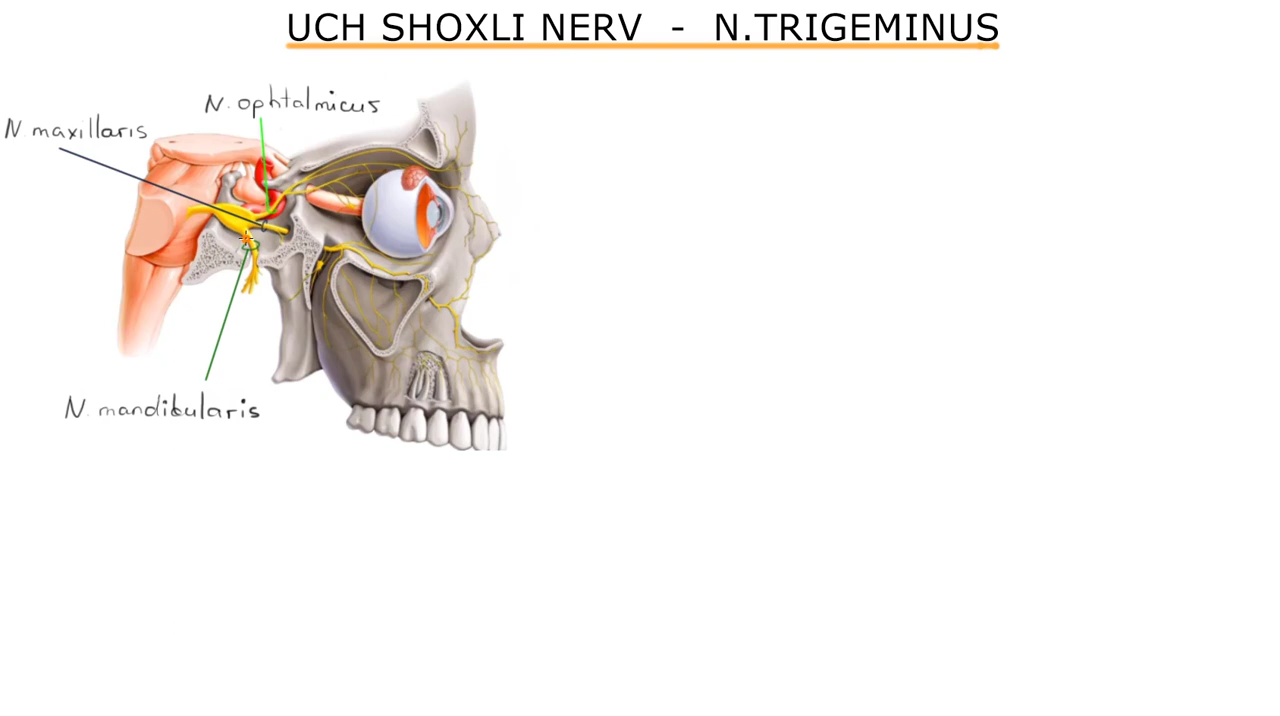 UCH SHOXLI NERV - N.TRIGEMINUS
N. ophtalmicus
N. maxillaris
N. mandibularis